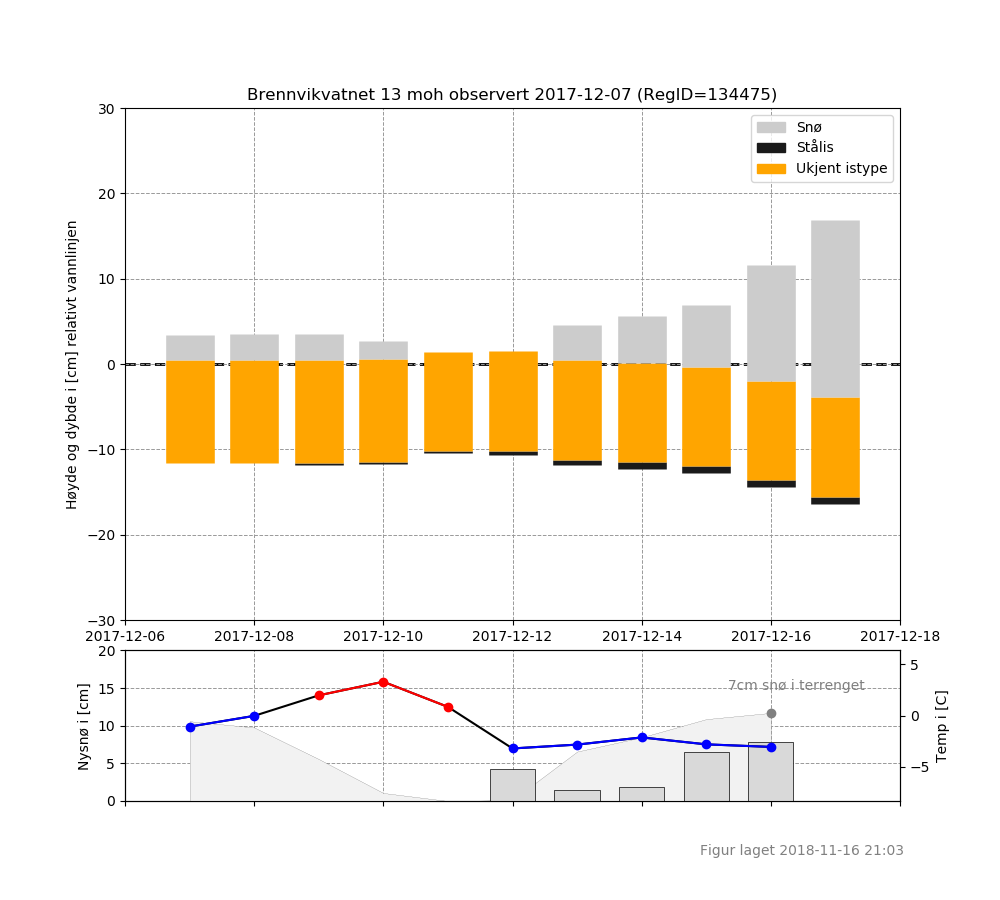 Brennvikvatnet 13 moh observert 2017-12-07 (RegID=134475)
Høyde og dybde i [cm] relativt vannlinjen
30
20
10
0
−10
−20
−30
Snø
Stålis
Ukjent istype
2017-12-06 2017-12-08 2017-12-10 2017-12-12 2017-12-14 2017-12-16 2017-12-18
Nysnø i [cm]
20
15
10
5
0
7cm snø i terrenget
5
0
−5
Temp i [C]
Figur laget 2018-11-16 21:03